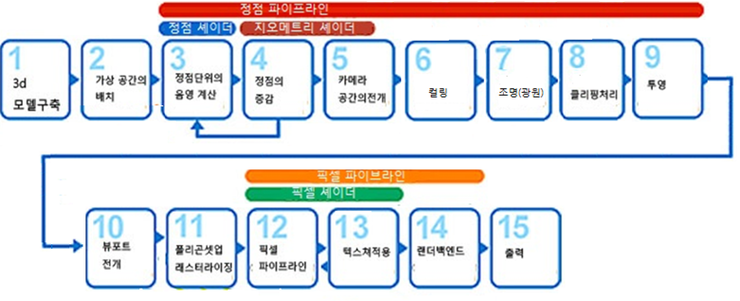 정점 파이프라인
정점 셰이더 지오메트리 셰이더
1
3d
모델구축
2
가상 공간의
배치
3
정점단위의
음영 계산
4
정점의
증감
5
카메라
공간의전개
6
컬링
7
조명(광원)
8
클리핑처리
9
투영
픽셀 파이브라인
픽셀 셰이더
10
뷰포트
전개
11
폴리곤셋업
래스터라이징
12
픽셀
파이프라인
13
텍스쳐적용
14
랜더백엔드
15
출력